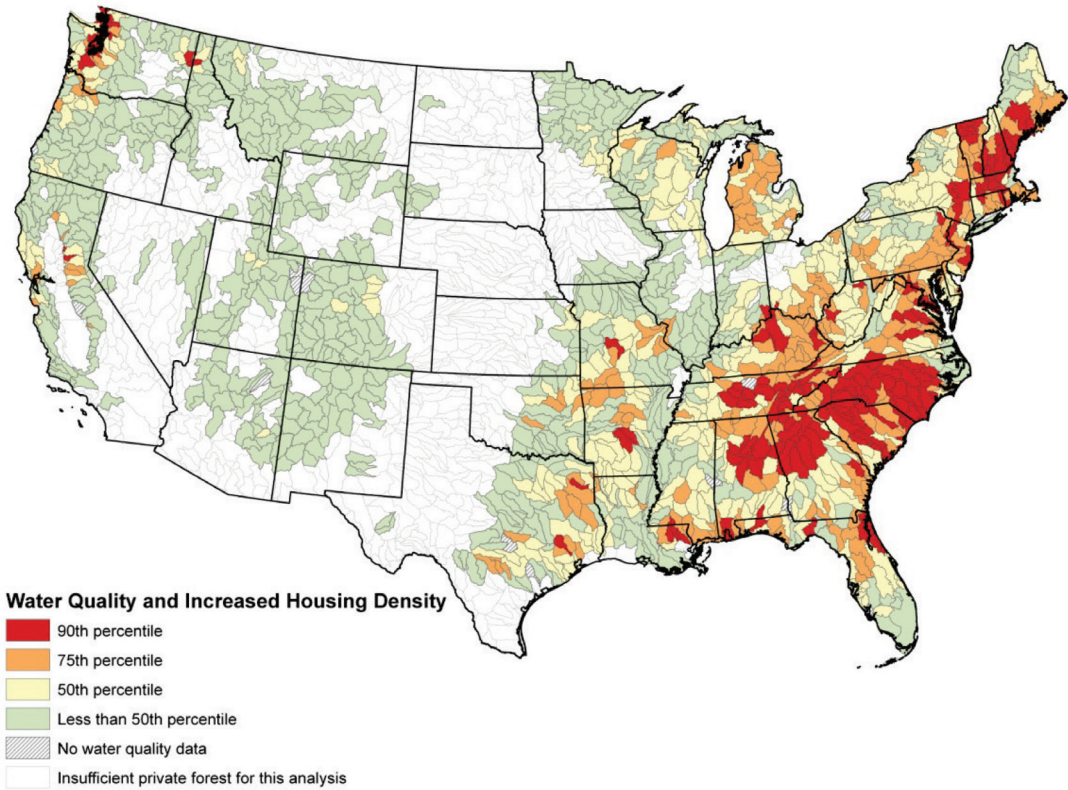 Water Quality and Increased Housing Density
90th percentile
75th percentile
50th percentile
Less than 50th percentile
No water quality data
Insufficient private forest for this analysis